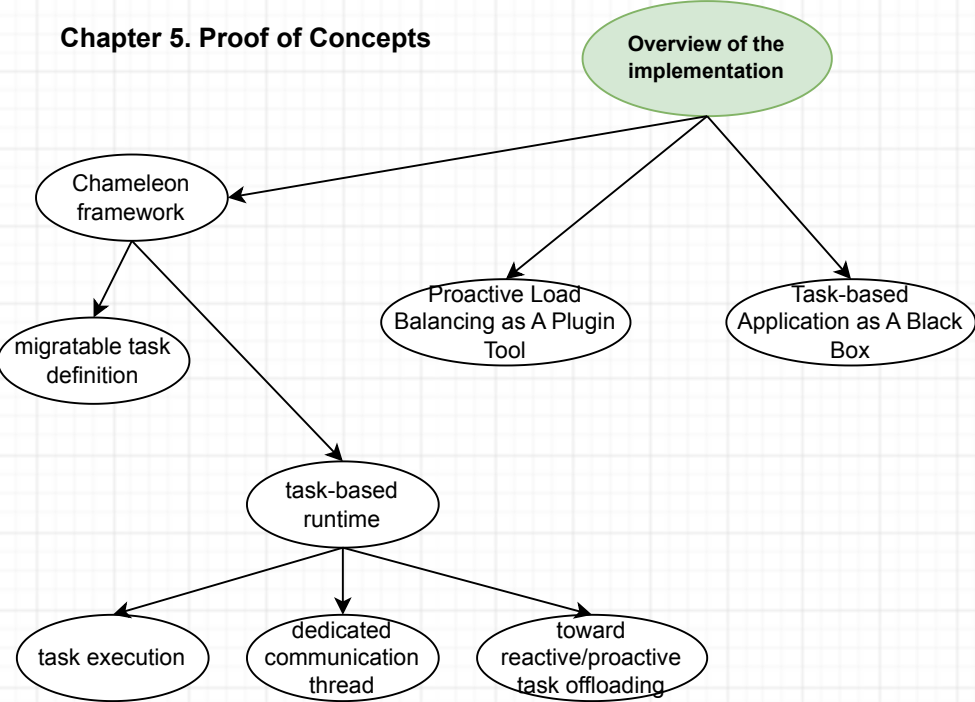 Chapter 5. Proof of Concepts
Overview of the
implementation
Chameleon
framework
Proactive Load
Balancing as A Plugin
Tool
Task-based
Application as A Black
Box
migratable task
definition
task-based
runtime
task execution
dedicated
communication
thread
toward
reactive/proactive
task offloading